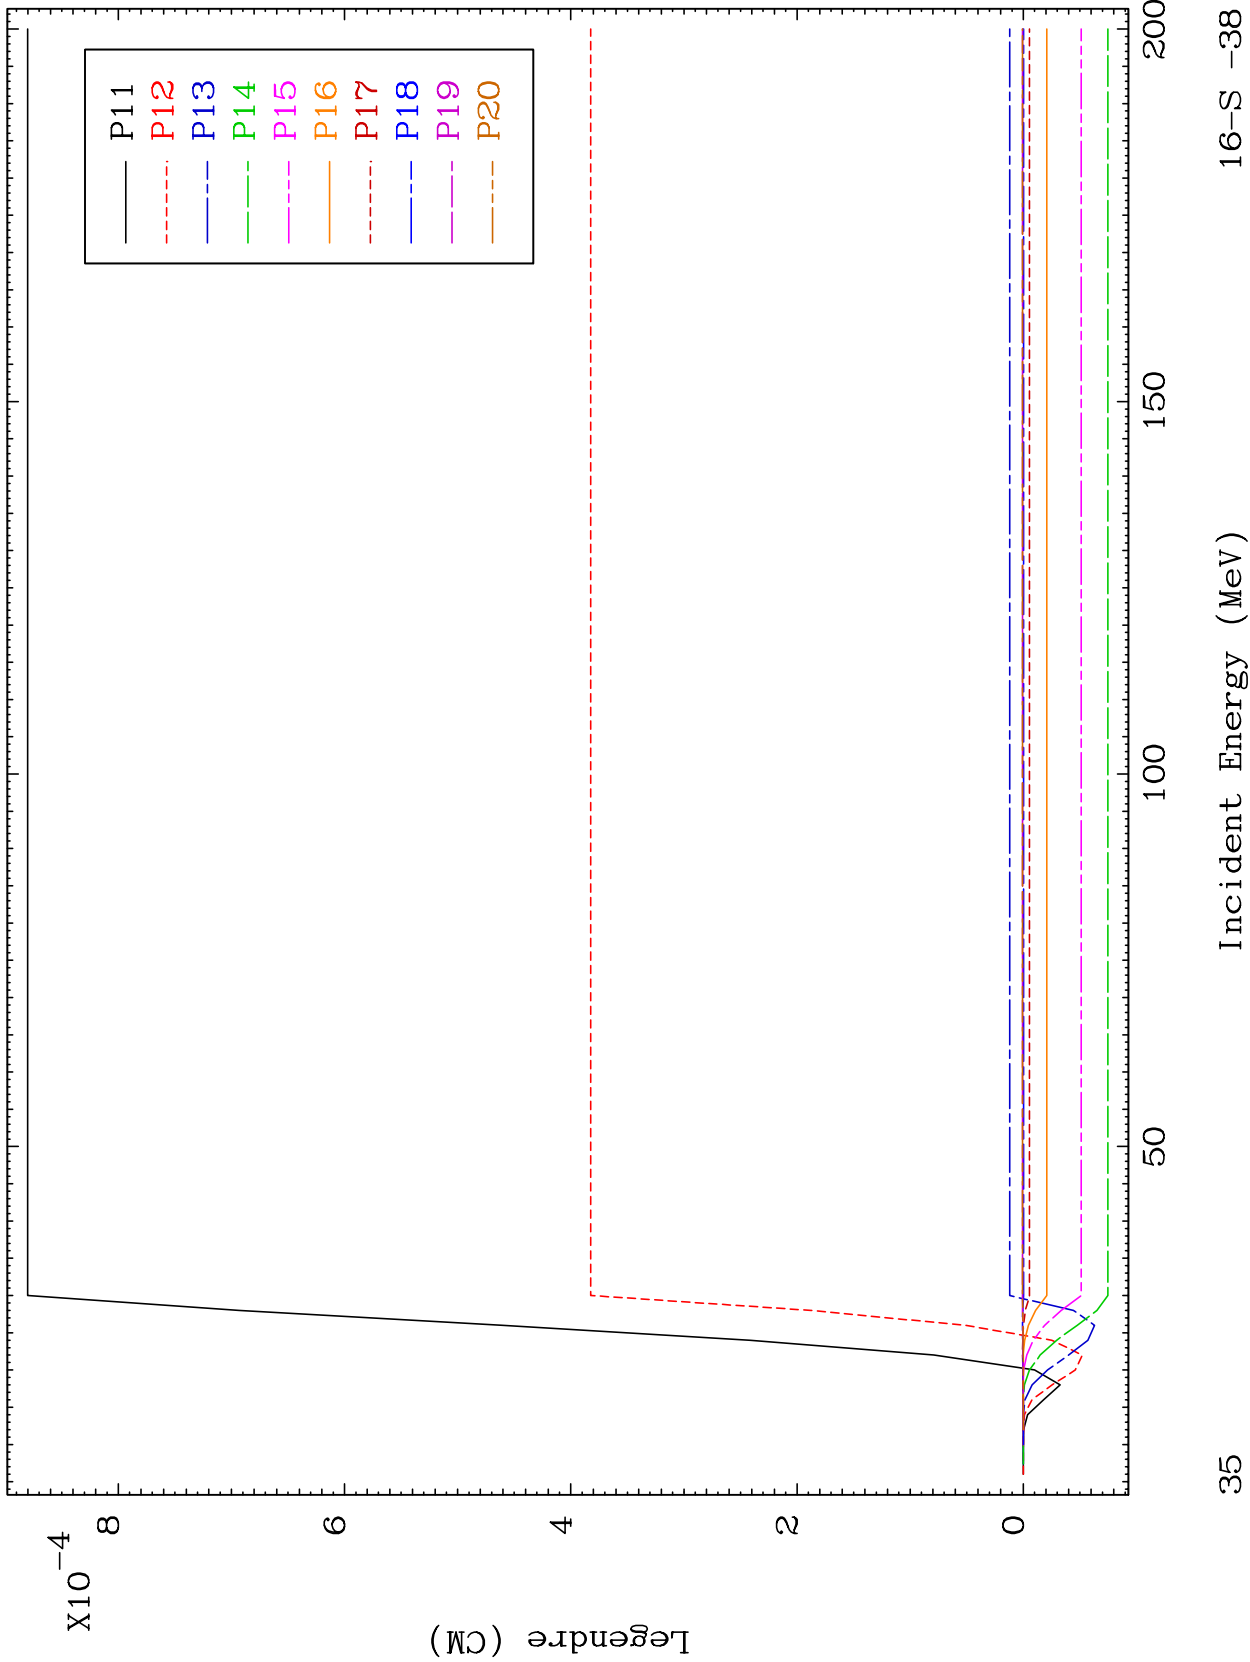 X10−4
8
6
4
2
0
Legendre (CM)
P11
P12
P13
P14
P15
P16
P17
P18
P19
P20
50
100
150
200
Incident Energy (MeV)
35
16−S −38